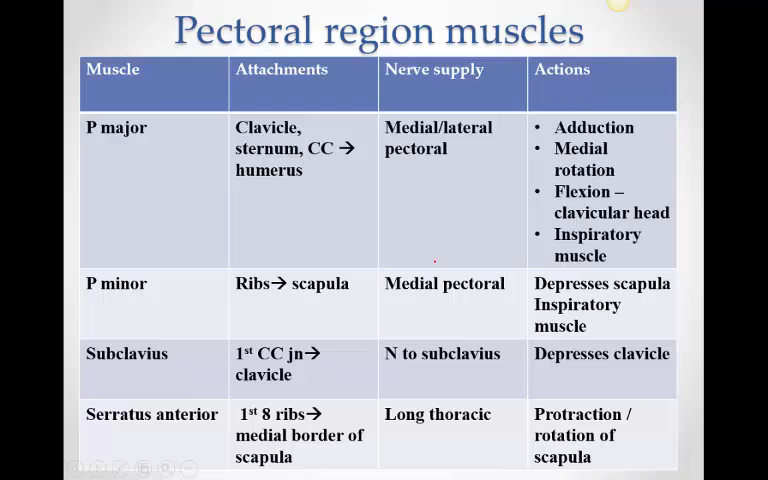 Pectoral region muscles
Muscle Attachments Nerve supply Actions
P major
Clavicle,
sternum, CC →
humerus
Medial/lateral
pectoral
• Adduction
• Medial
rotation
• Flexion –
clavicular head
• Inspiratory
muscle
P minor
Ribs→ scapula
Medial pectoral
Depresses scapula
Inspiratory
muscle
Subclavius
1st CC jn→
clavicle
N to subclavius
Depresses clavicle
Serratus anterior
1st 8 ribs→
medial border of
scapula
Long thoracic
Protraction /
rotation of
scapula